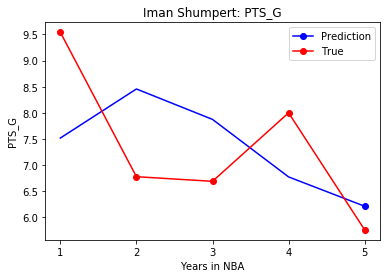 Iman Shumpert: PTS_G
Prediction
True
9.5
9.0
8.5
8.0
7.5
7.0
6.5
6.0
PTS_G
1 2 3 4 5
Years in NBA